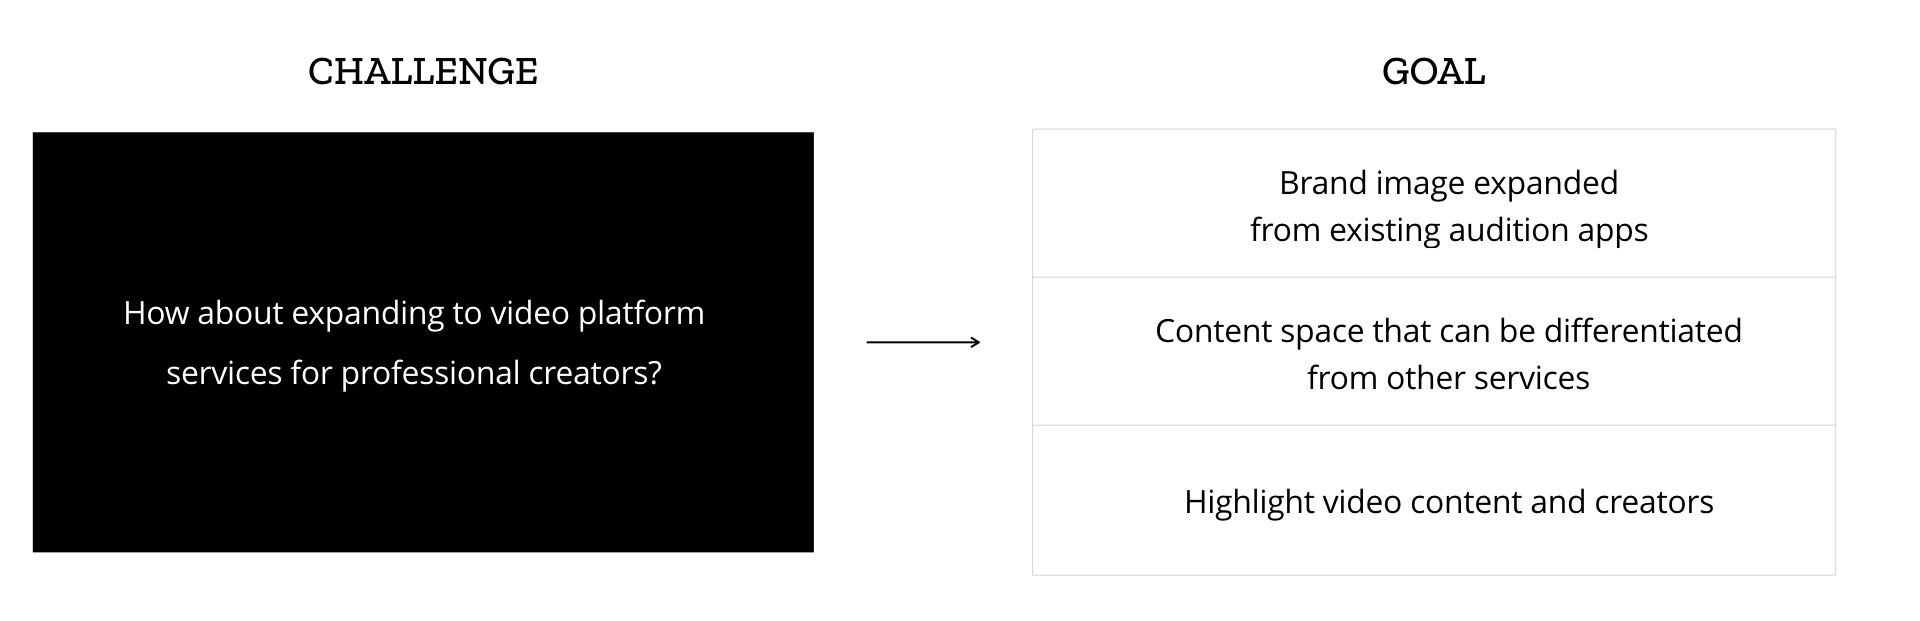 CHALLENGE
How about expanding to video platform
services for professional creators?
GOAL
Brand image expanded
from existing audition apps
Content space that can be differentiated
from other services
Highlight video content and creators